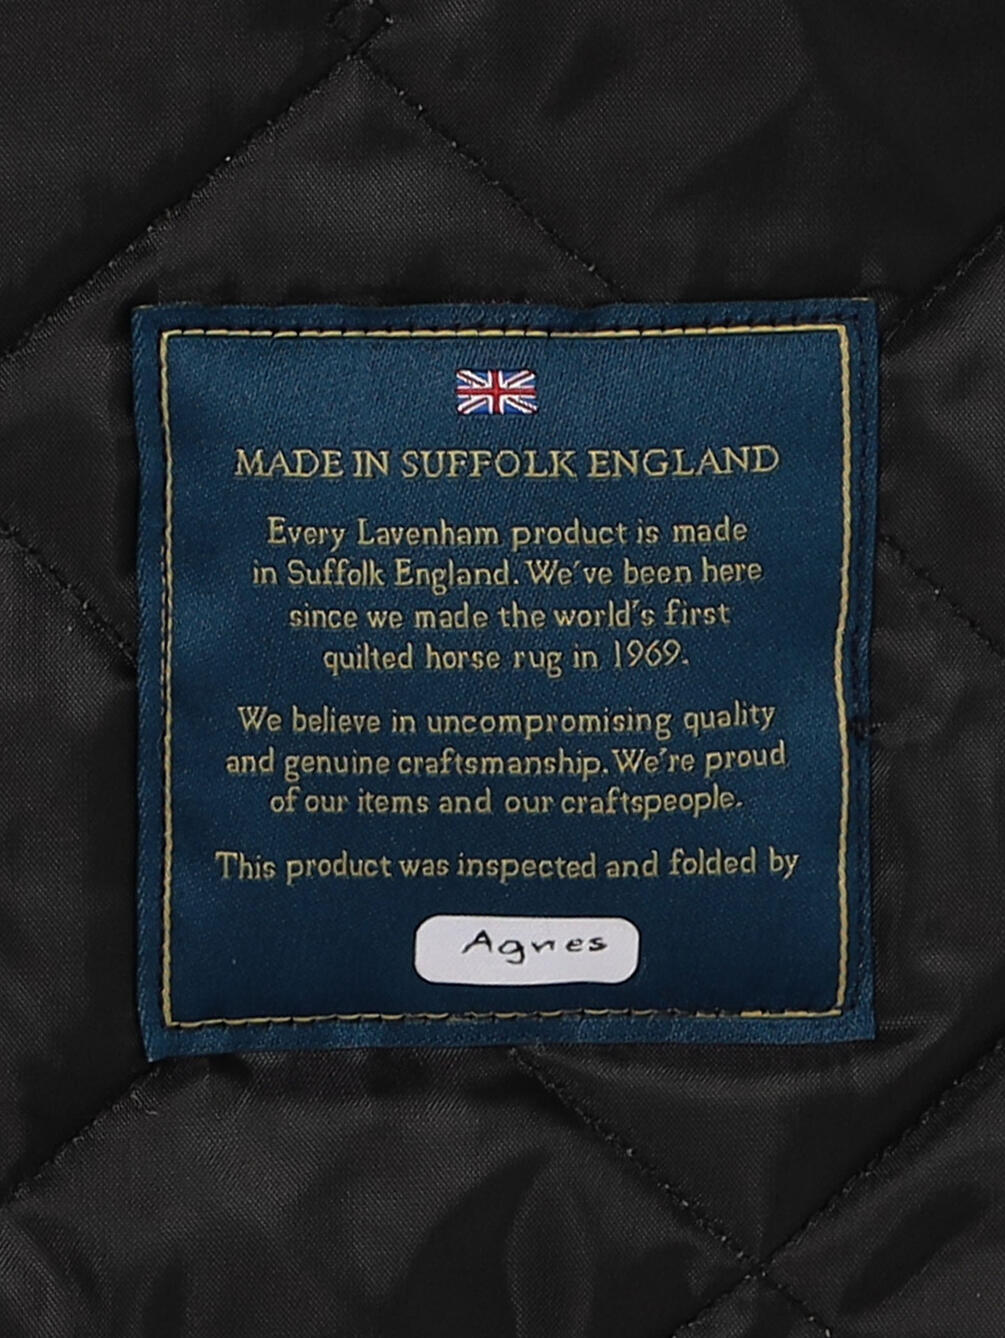 MADE IN SUFFOLK ENGLAND
Every Lavenham product is made
in Suffolk England. We've been here
since we made the world's first
quilted horse rug in 1969.
We believe in uncompromising quality
and genuine craftsmanship. We're proud
of our items and our craftspeople.
This product was inspected and folded by
Agnes